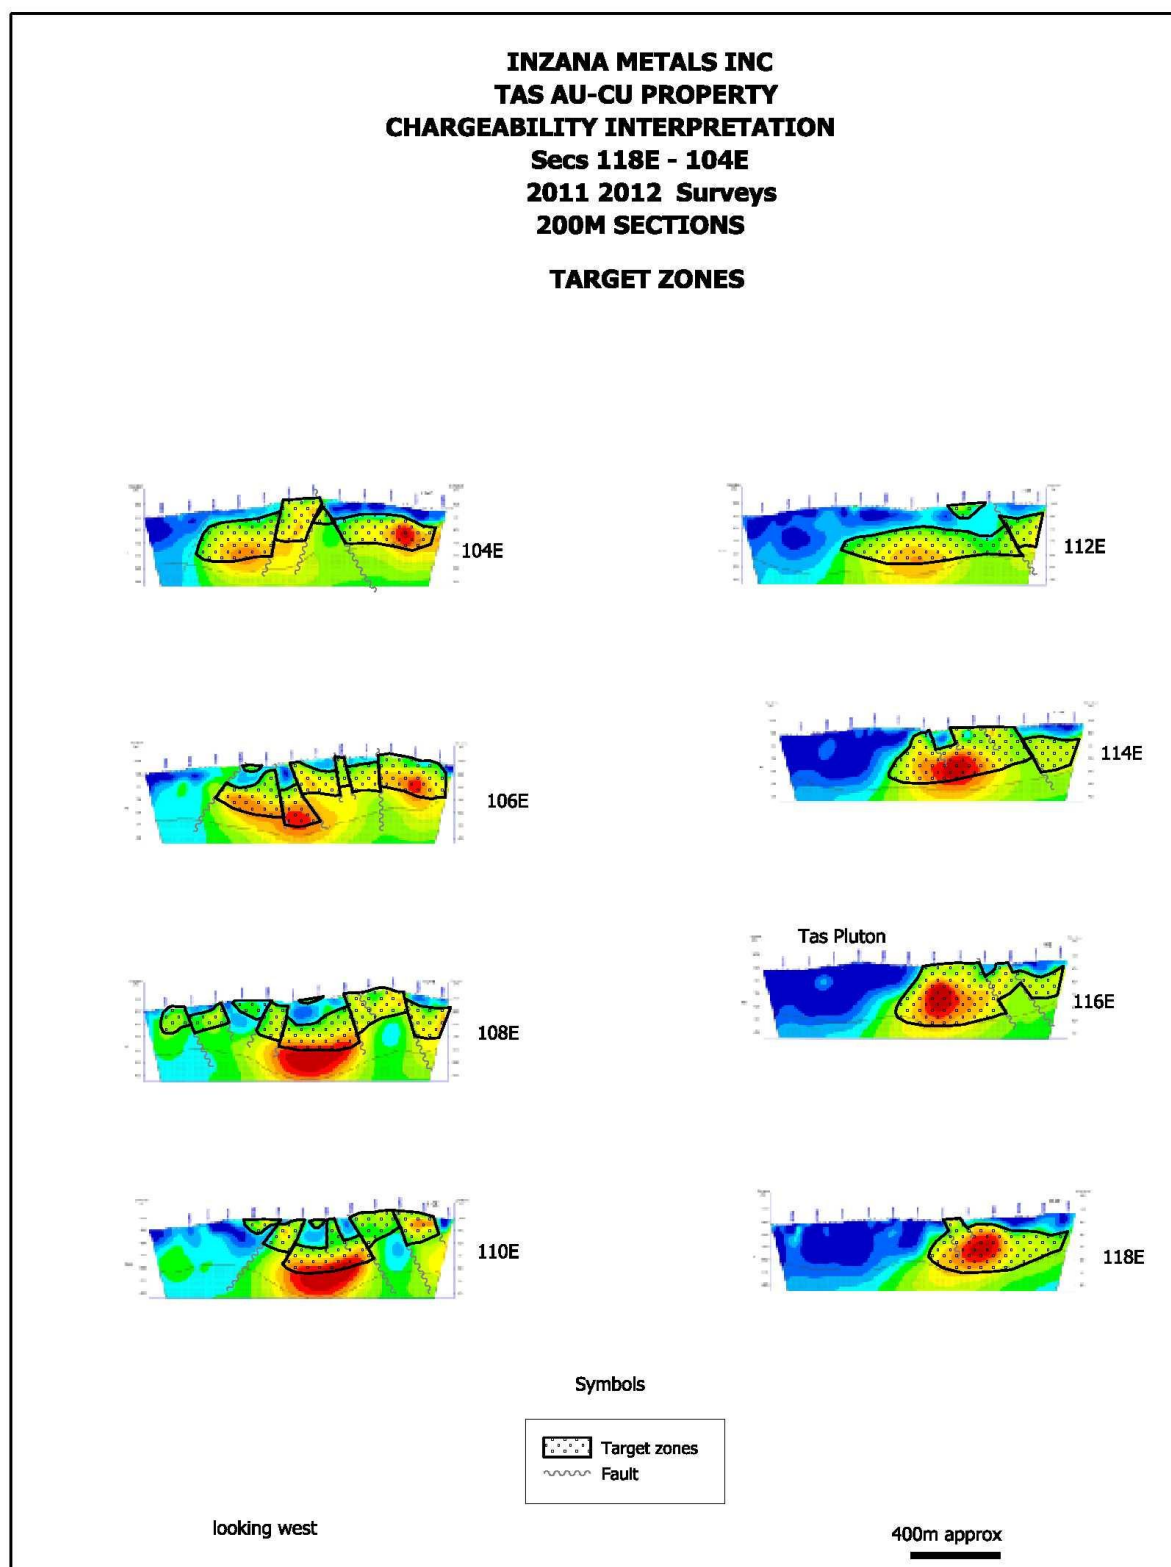 INZANA METALS INC
TAS AU-CU PROPERTY
CHARGEABILITY INTERPRETATION
Secs 118E - 104E
2011 2012 Surveys
200M SECTIONS
TARGET ZONES
104E
112E
106E
114E
108E
Tas Pluton
116E
110E
118E
Symbols
Target zones
Fault
looking west
400m approx